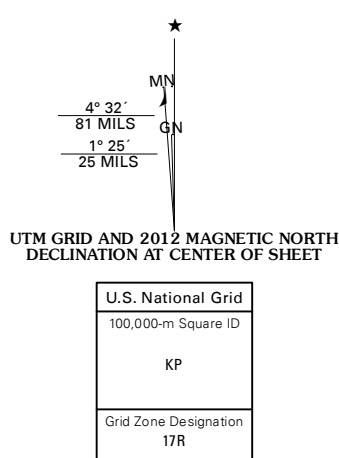 ★
MN
4° 32´
81 MILS
GN
1° 25´
25 MILS
UTM GRID AND 2012 MAGNETIC NORTH
DECLINATION AT CENTER OF SHEET
U.S. National Grid
100,000-m Square ID
KP
Grid Zone Designation
17R